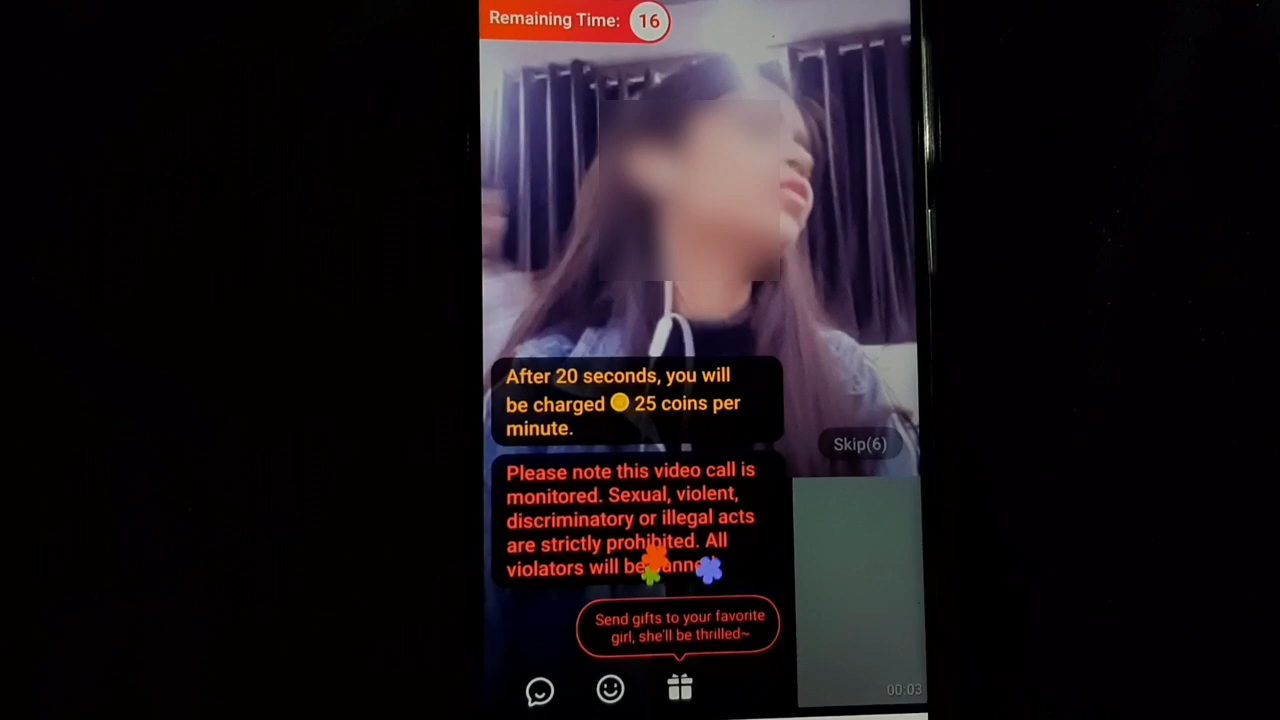 Remaining Time: 16
After 20 seconds, you will
be charged 25 coins per
minute.
Skip(6)
Please note this video call is
monitored. Sexual, violent,
discriminatory or illegal acts
are strictly prohibited. All
violators will be banned.
Send gifts to your favorite
girl, she'll be thrilled~
00:03